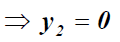 ⇒ y₂ = 0